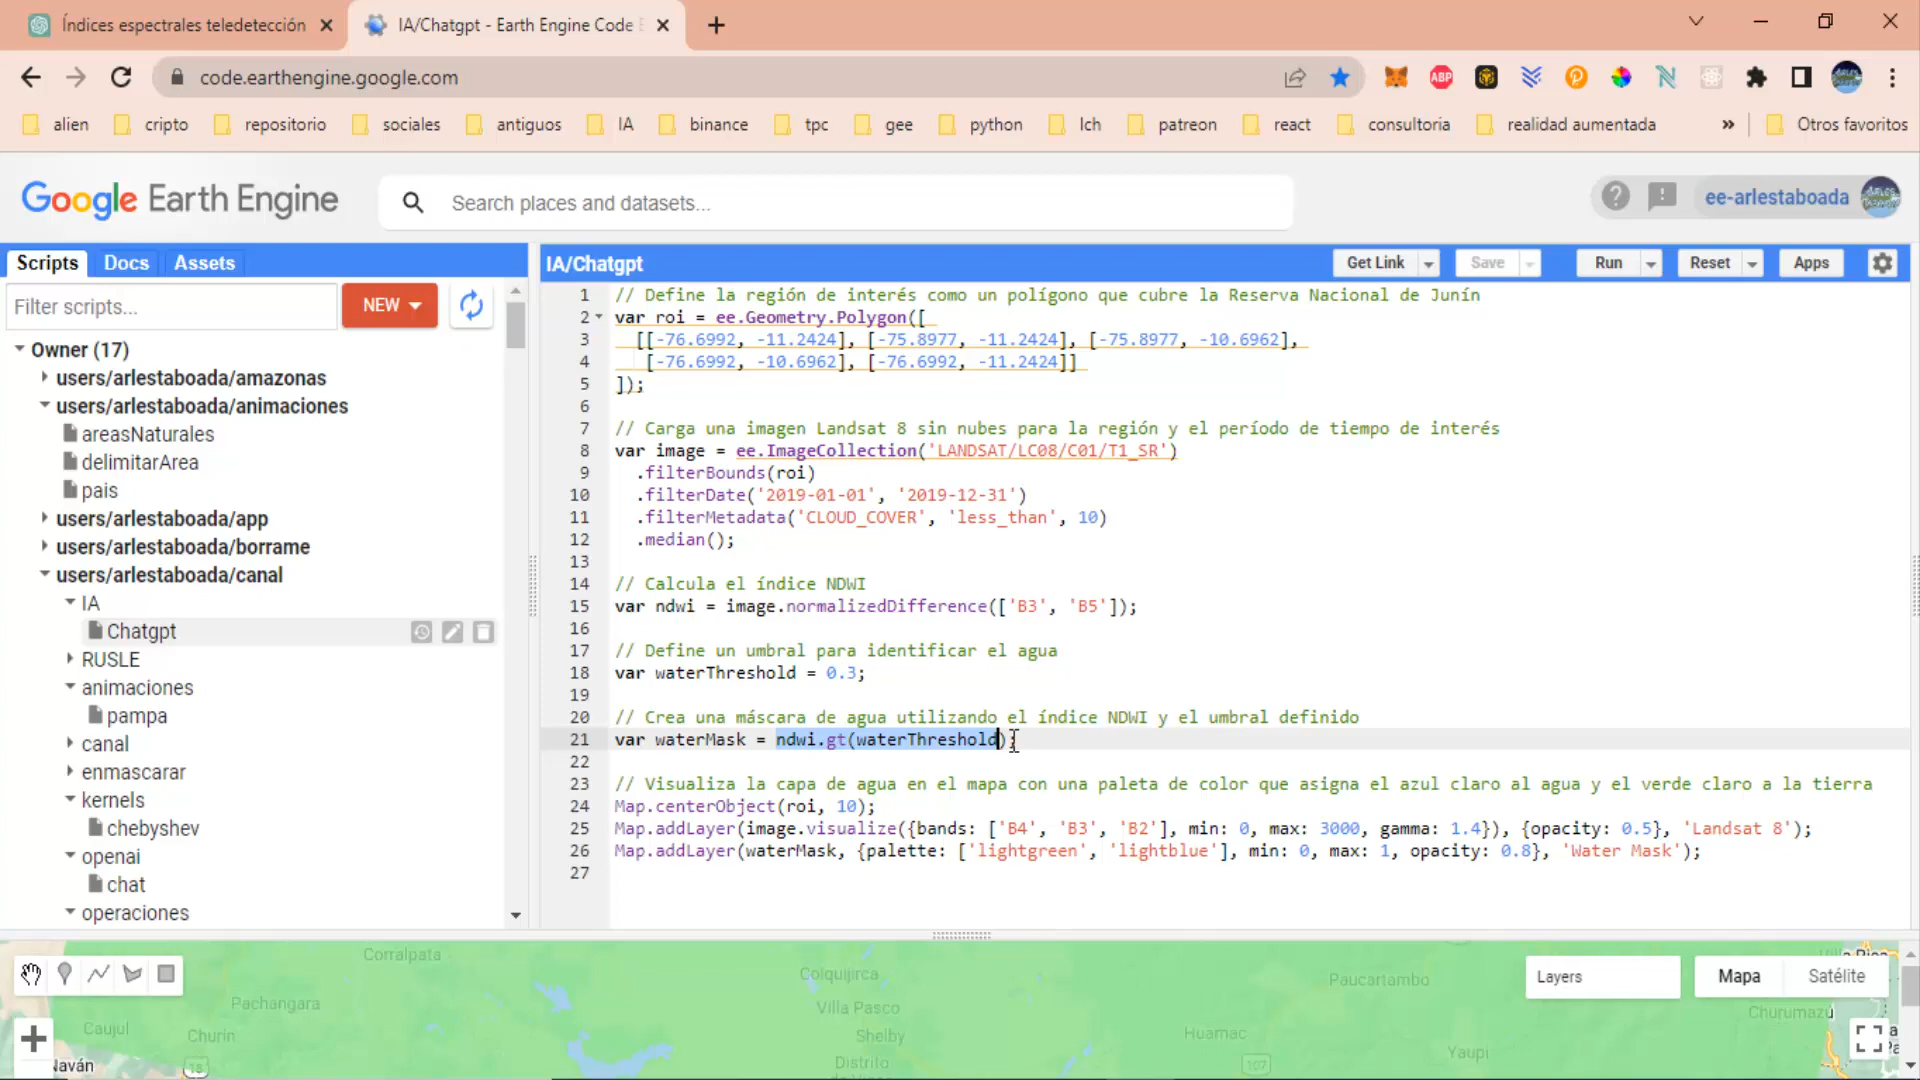 Índices espectrales teledetección
IA/Chatgpt - Earth Engine Code E
code.earthengine.google.com
ABP
alien
cripto
repositorio
sociales
antiguos
IA
binance
tpc
gee
python
lch
patreon
react
consultoria
realidad aumentada
»
Otros favoritos
Google Earth Engine
Search places and datasets...
ee-arlestaboada
Scripts
Docs
Assets
IA/Chatgpt
Get Link
Save
Run
Reset
Apps
Filter scripts...
NEW
Owner (17)
users/arlestaboada/amazonas
users/arlestaboada/animaciones
areasNaturales
delimitarArea
pais
users/arlestaboada/app
users/arlestaboada/borrame
users/arlestaboada/canal
IA
Chatgpt
RUSLE
animaciones
pampa
canal
enmascarar
kernels
chebyshev
openai
chat
operaciones
1 // Define la región de interés como un polígono que cubre la Reserva Nacional de Junín
2 var roi = ee.Geometry.Polygon([
3 [[-76.6992, -11.2424], [-75.8977, -11.2424], [-75.8977, -10.6962],
4 [-76.6992, -10.6962], [-76.6992, -11.2424]]
5 ]);
6
7 // Carga una imagen Landsat 8 sin nubes para la región y el período de tiempo de interés
8 var image = ee.ImageCollection('LANDSAT/LC08/C01/T1_SR')
9 .filterBounds(roi)
10 .filterDate('2019-01-01', '2019-12-31')
11 .filterMetadata('CLOUD_COVER', 'less_than', 10)
12 .median();
13
14 // Calcula el índice NDWI
15 var ndwi = image.normalizedDifference(['B3', 'B5']);
16
17 // Define un umbral para identificar el agua
18 var waterThreshold = 0.3;
19
20 // Crea una máscara de agua utilizando el índice NDWI y el umbral definido
21 var waterMask = ndwi.gt(waterThreshold);
22
23 // Visualiza la capa de agua en el mapa con una paleta de color que asigna el azul claro al agua y el verde claro a la tierra
24 Map.centerObject(roi, 10);
25 Map.addLayer(image.visualize({bands: ['B4', 'B3', 'B2'], min: 0, max: 3000, gamma: 1.4}), {opacity: 0.5}, 'Landsat 8');
26 Map.addLayer(waterMask, {palette: ['lightgreen', 'lightblue'], min: 0, max: 1, opacity: 0.8}, 'Water Mask');
27
Corralpata
Colquijirca
Paucartambo
Pachangara
Villa Pasco
Caujul
Churin
Shelby
Huamac
Yaupi
Churumazú
Distrito
Naván
18
107
Layers
Mapa
Satélite